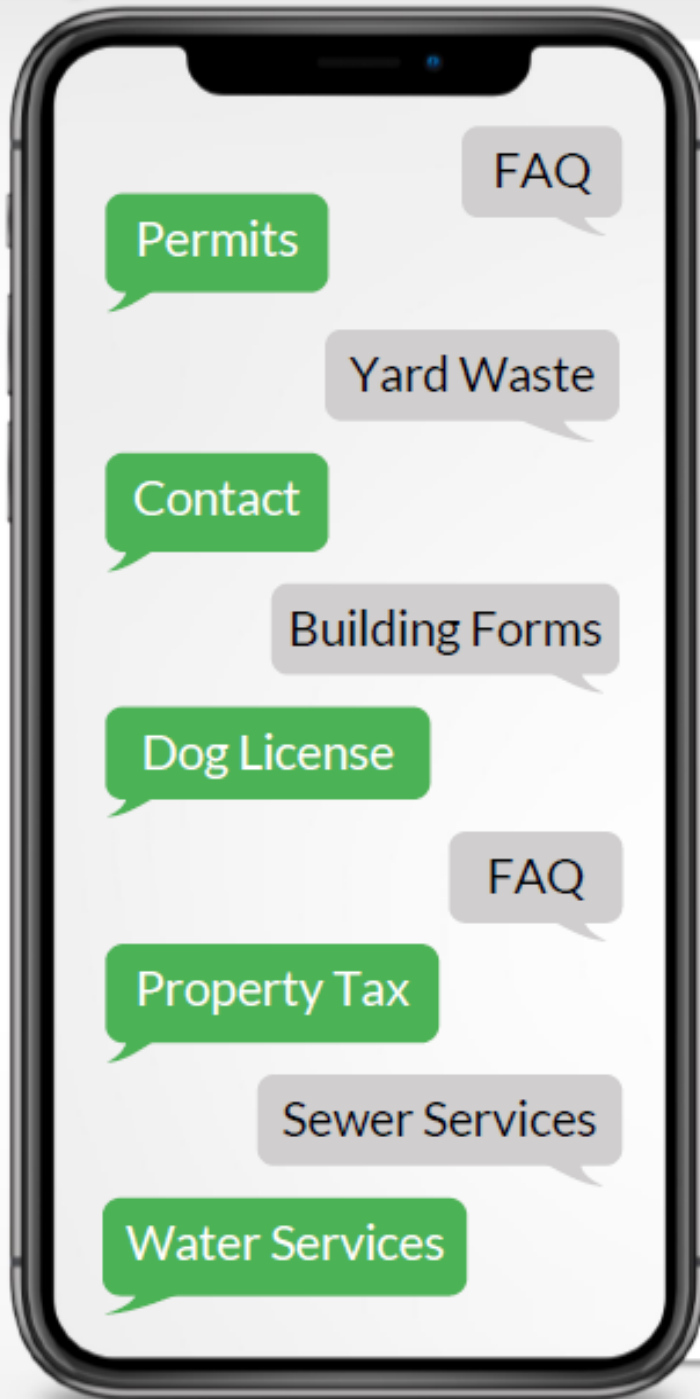 FAQ
Permits
Yard Waste
Contact
Building Forms
Dog License
FAQ
Property Tax
Sewer Services
Water Services